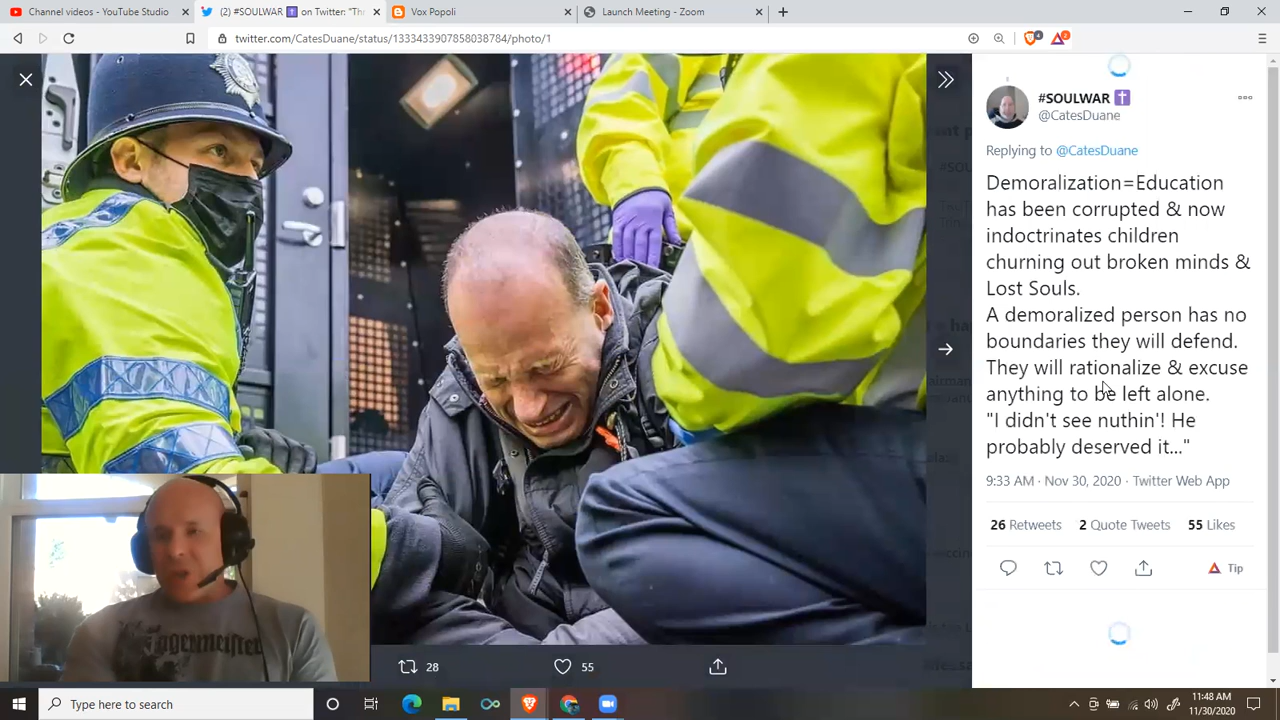 Channel videos - YouTube Studio
(2) #SOULWAR ✝ on Twitter: "Th
Vox Popoli
Launch Meeting - Zoom
twitter.com/CatesDuane/status/1333433907858038784/photo/1
4
2
#SOULWAR ✝
@CatesDuane
Replying to @CatesDuane
Demoralization=Education
has been corrupted & now
indoctrinates children
churning out broken minds &
Lost Souls.
A demoralized person has no
boundaries they will defend.
They will rationalize & excuse
anything to be left alone.
"I didn't see nuthin'! He
probably deserved it..."
9:33 AM · Nov 30, 2020 · Twitter Web App
26 Retweets 2 Quote Tweets 55 Likes
Tip
Jägermeister
28 55
Type here to search
11:48 AM
11/30/2020